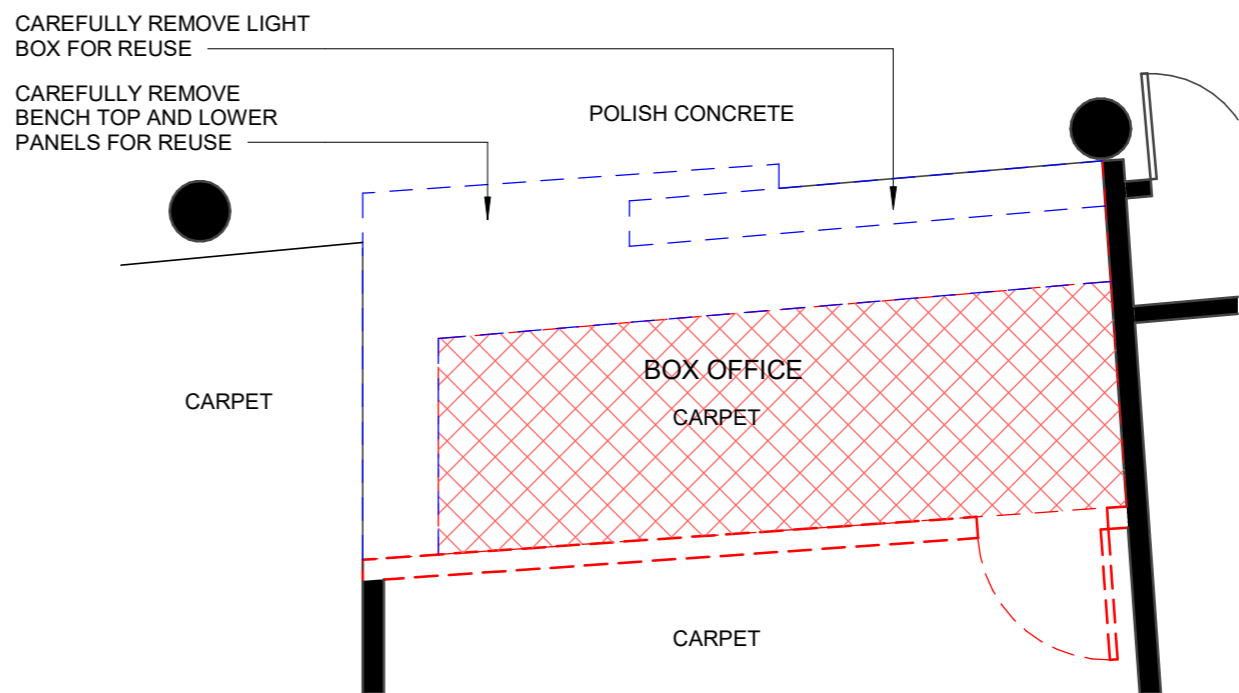 CAREFULLY REMOVE LIGHT
BOX FOR REUSE
CAREFULLY REMOVE
BENCH TOP AND LOWER
PANELS FOR REUSE
POLISH CONCRETE
BOX OFFICE
CARPET
CARPET
CARPET